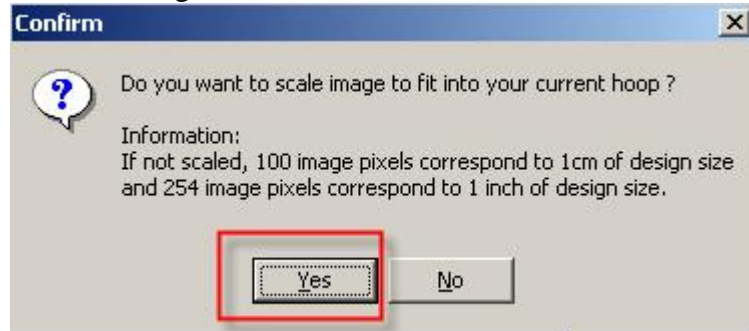 Confirm
Do you want to scale image to fit into your current hoop ?
Information:
If not scaled, 100 image pixels correspond to 1cm of design size
and 254 image pixels correspond to 1 inch of design size.
Yes No